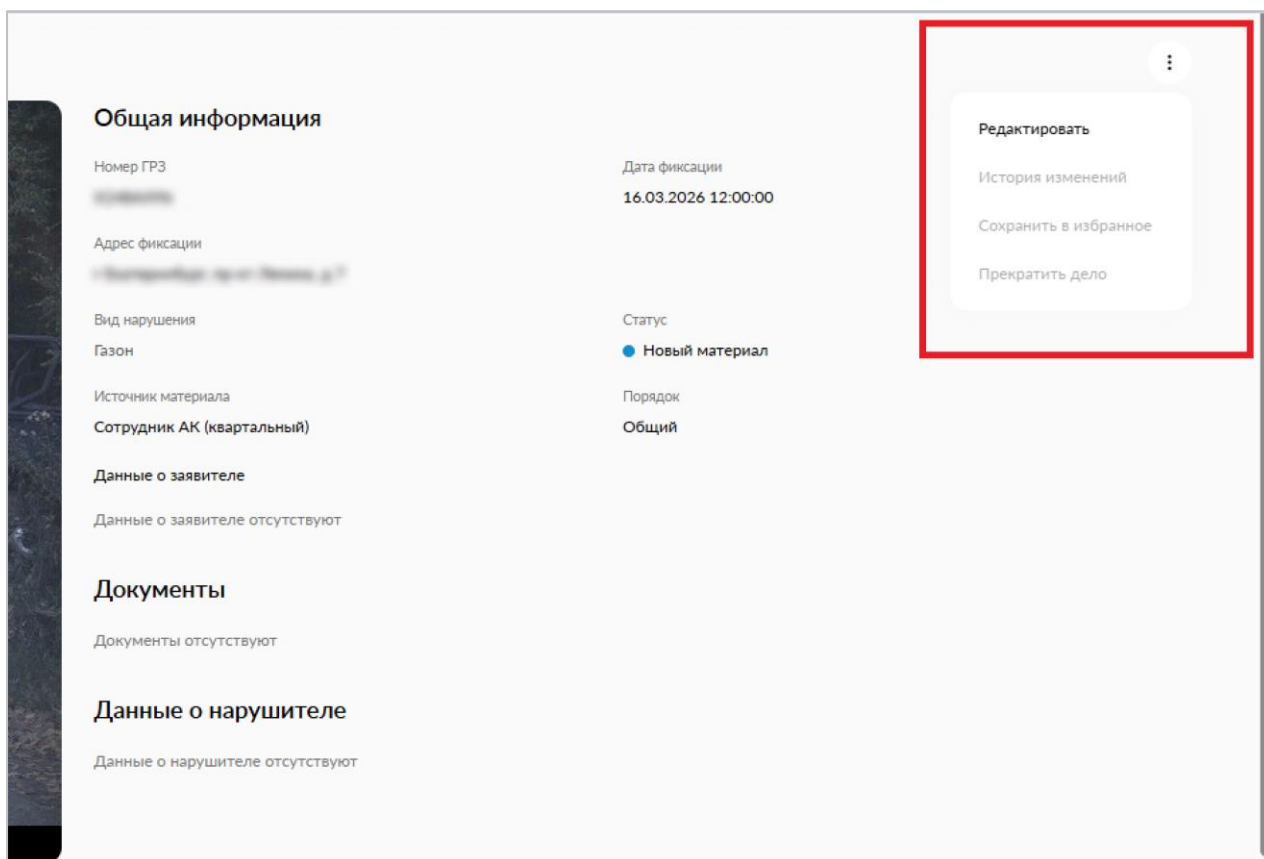 Общая информация
Номер ГРЗ
Дата фиксации
16.03.2026 12:00:00
Адрес фиксации
Вид нарушения
Газон
Статус
Новый материал
Источник материала
Сотрудник АК (квартальный)
Порядок
Общий
Данные о заявителе
Данные о заявителе отсутствуют
Документы
Документы отсутствуют
Данные о нарушителе
Данные о нарушителе отсутствуют
Редактировать
История изменений
Сохранить в избранное
Прекратить дело